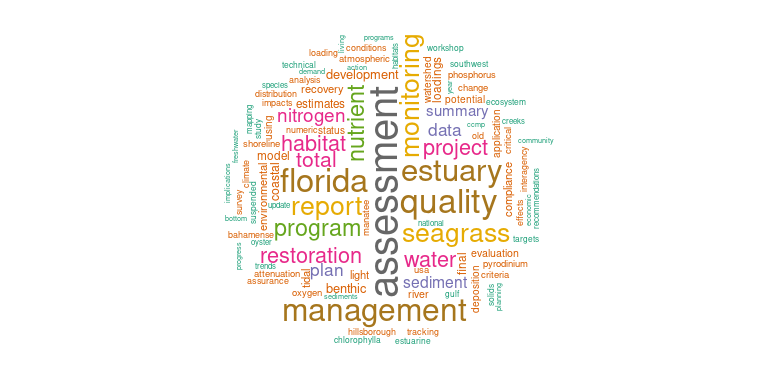 programs
living
monitoring
workshop
conditions
habitats
loading
atmospheric
watershed
loadings
southwest
technical
demand
action
development
year
phosphorus
species
analysis
recovery
nutrient
assessment
change
distribution
potential
ecosystem
impacts
estimates
summary
creeks
mapping
study
using
nitrogen
numeric
status
data
old
ccmp
application
critical
community
shoreline
habitat
project
freshwater
model
total
interagency
climate
environmental
coastal
florida
estuary
compliance
recommendations
implications
survey
suspended
update
report
quality
effects
economic
bottom
manatee
national
program
bahamense
oyster
seagrass
targets
progress
restoration
water
final
evaluation
trends
plan
light
usa
pyrodinium
attenuation
tidal
criteria
assurance
benthic
sediment
deposition
solids
planning
oxygen
sediments
river
gulf
management
hillsborough
tracking
chlorophylla
estuarine